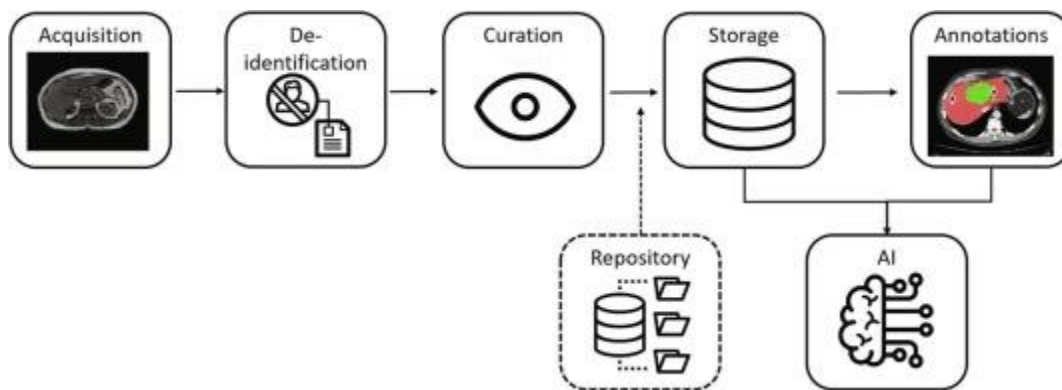 Acquisition
De-
identification
Curation
Storage
Annotations
Repository
AI